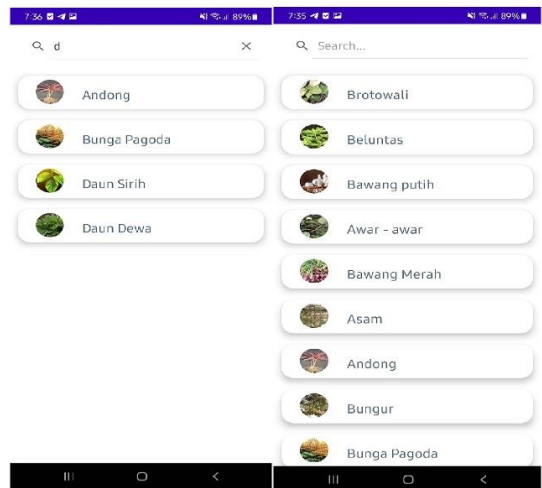 7:36
89%
d
Andong
Bunga Pagoda
Daun Sirih
Daun Dewa
7:35
89%
Search...
Brotowali
Beluntas
Bawang putih
Awar - awar
Bawang Merah
Asam
Andong
Bungur
Bunga Pagoda